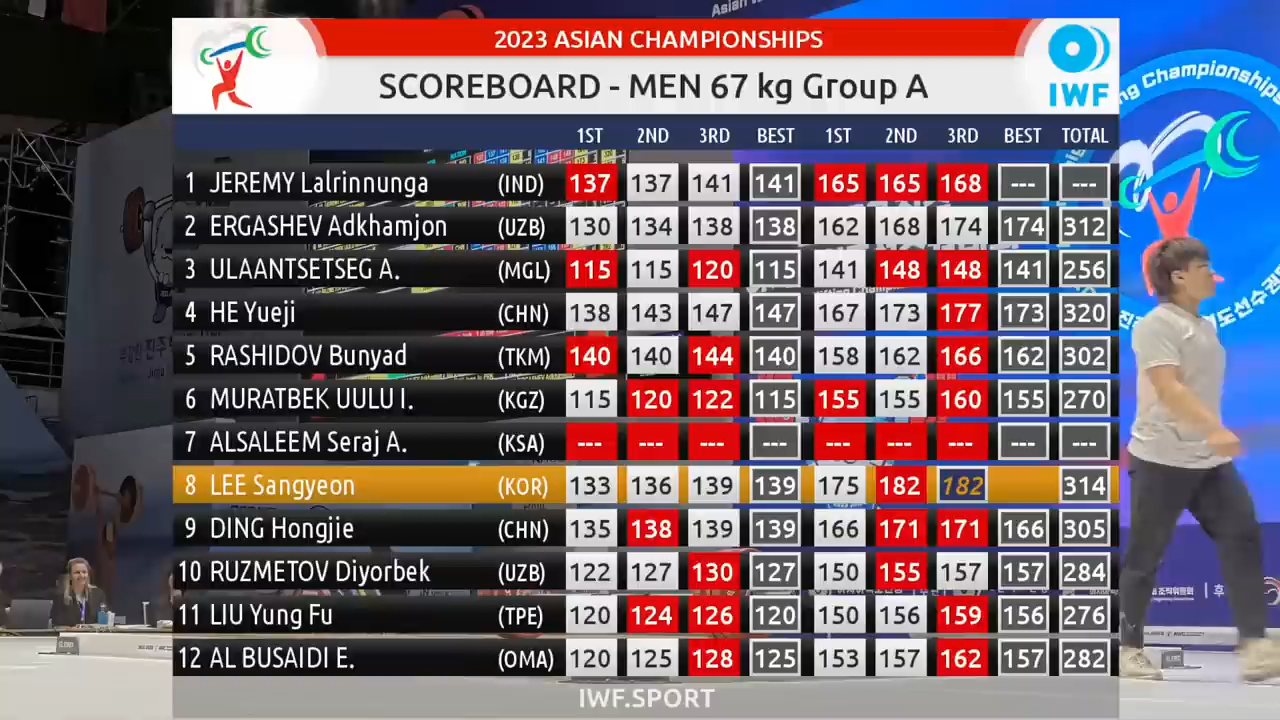 Asian
2023 ASIAN CHAMPIONSHIPS
SCOREBOARD - MEN 67 kg Group A
IWF
ng Championships
1ST 2ND 3RD BEST 1ST 2ND 3RD BEST TOTAL
1 JEREMY Lalrinnunga (IND) 137 137 141 141 165 165 168 --- ---
2 ERGASHEV Adkhamjon (UZB) 130 134 138 138 162 168 174 174 312
3 ULAANTSETSEG A. (MGL) 115 115 120 115 141 148 148 141 256
4 HE Yueji (CHN) 138 143 147 147 167 173 177 173 320
5 RASHIDOV Bunyad (TKM) 140 140 144 140 158 162 166 162 302
6 MURATBEK UULU I. (KGZ) 115 120 122 115 155 155 160 155 270
7 ALSALEEM Seraj A. (KSA) --- --- --- --- --- --- --- --- ---
8 LEE Sangyeon (KOR) 133 136 139 139 175 182 182 314
9 DING Hongjie (CHN) 135 138 139 139 166 171 171 166 305
10 RUZMETOV Diyorbek (UZB) 122 127 130 127 150 155 157 157 284
11 LIU Yung Fu (TPE) 120 124 126 120 150 156 159 156 276
12 AL BUSAIDI E. (OMA) 120 125 128 125 153 157 162 157 282
IWF.SPORT